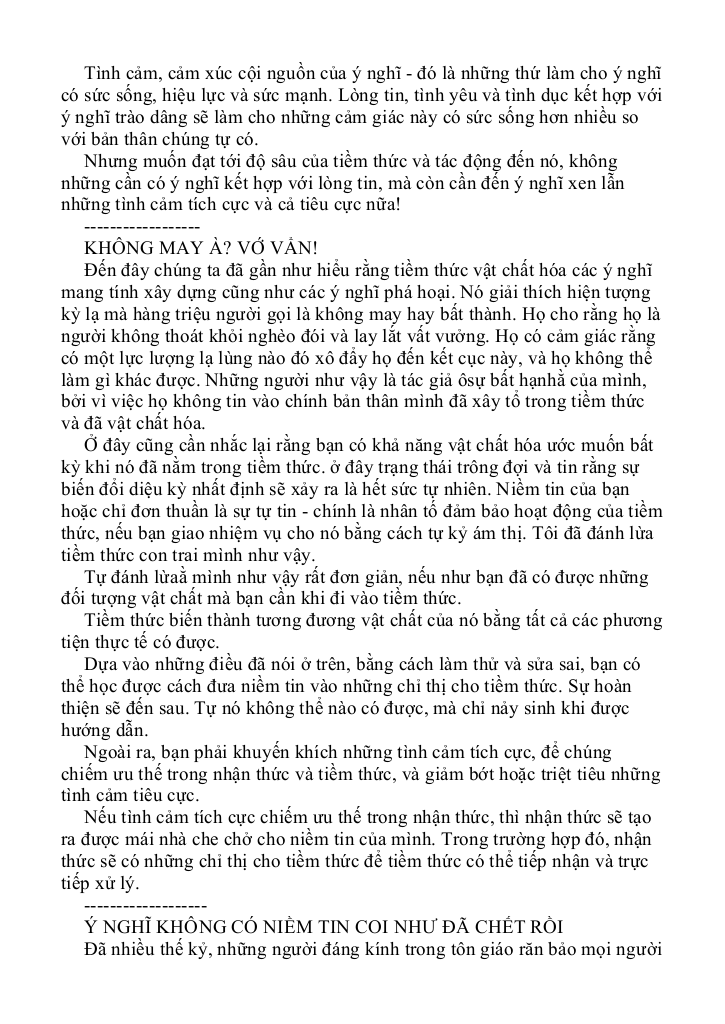 Tình cảm, cảm xúc cội nguồn của ý nghĩ - đó là những thứ làm cho ý nghĩ
có sức sống, hiệu lực và sức mạnh. Lòng tin, tình yêu và tình dục kết hợp với
ý nghĩ trào dâng sẽ làm cho những cảm giác này có sức sống hơn nhiều so
với bản thân chúng tự có.
Nhưng muốn đạt tới độ sâu của tiềm thức và tác động đến nó, không
những cần có ý nghĩ kết hợp với lòng tin, mà còn cần đến ý nghĩ xen lẫn
những tình cảm tích cực và cả tiêu cực nữa!
------------------
KHÔNG MAY À? VỚ VẨN!
Đến đây chúng ta đã gần như hiểu rằng tiềm thức vật chất hóa các ý nghĩ
mang tính xây dựng cũng như các ý nghĩ phá hoại. Nó giải thích hiện tượng
kỳ lạ mà hàng triệu người gọi là không may hay bất thành. Họ cho rằng họ là
người không thoát khỏi nghèo đói và lay lắt vất vưởng. Họ có cảm giác rằng
có một lực lượng lạ lùng nào đó xô đẩy họ đến kết cục này, và họ không thể
làm gì khác được. Những người như vậy là tác giả ôsự bất hạnhằ của mình,
bởi vì việc họ không tin vào chính bản thân mình đã xây tổ trong tiềm thức
và đã vật chất hóa.
Ở đây cũng cần nhắc lại rằng bạn có khả năng vật chất hóa ước muốn bất
kỳ khi nó đã nằm trong tiềm thức. ở đây trạng thái trông đợi và tin rằng sự
biến đổi diệu kỳ nhất định sẽ xảy ra là hết sức tự nhiên. Niềm tin của bạn
hoặc chỉ đơn thuần là sự tự tin - chính là nhân tố đảm bảo hoạt động của tiềm
thức, nếu bạn giao nhiệm vụ cho nó bằng cách tự kỷ ám thị. Tôi đã đánh lừa
tiềm thức con trai mình như vậy.
Tự đánh lừaằ mình như vậy rất đơn giản, nếu như bạn đã có được những
đối tượng vật chất mà bạn cần khi đi vào tiềm thức.
Tiềm thức biến thành tương đương vật chất của nó bằng tất cả các phương
tiện thực tế có được.
Dựa vào những điều đã nói ở trên, bằng cách làm thử và sửa sai, bạn có
thể học được cách đưa niềm tin vào những chỉ thị cho tiềm thức. Sự hoàn
thiện sẽ đến sau. Tự nó không thể nào có được, mà chỉ nảy sinh khi được
hướng dẫn.
Ngoài ra, bạn phải khuyến khích những tình cảm tích cực, để chúng
chiếm ưu thế trong nhận thức và tiềm thức, và giảm bớt hoặc triệt tiêu những
tình cảm tiêu cực.
Nếu tình cảm tích cực chiếm ưu thế trong nhận thức, thì nhận thức sẽ tạo
ra được mái nhà che chở cho niềm tin của mình. Trong trường hợp đó, nhận
thức sẽ có những chỉ thị cho tiềm thức để tiềm thức có thể tiếp nhận và trực
tiếp xử lý.
-------------------
Ý NGHĨ KHÔNG CÓ NIỀM TIN COI NHƯ ĐÃ CHẾT RỒI
Đã nhiều thế kỷ, những người đáng kính trong tôn giáo răn bảo mọi người